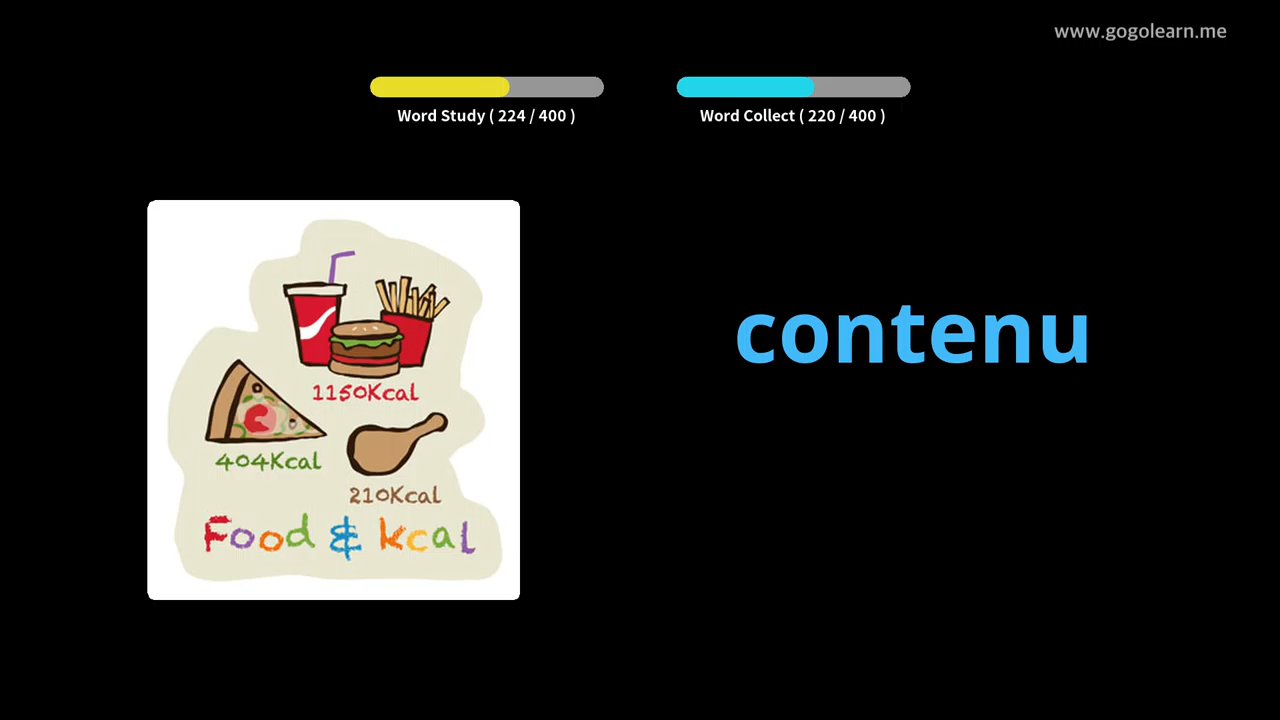 www.gogolearn.me
Word Study ( 224 / 400 )
Word Collect ( 220 / 400 )
contenu
1150Kcal
404Kcal
210Kcal
Food & kcal